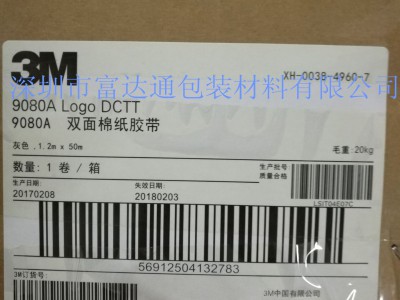 3M
XH-0038-4960-7
深圳市富达通包装材料有限公司
9080A Logo DCTT
9080A 双面棉纸胶带
灰色,1.2m x 50m
毛重:20kg
数量:1 卷 / 箱
生产批号
质量合格
生产日期:
20170208
失效日期:
20180203
LSIT04E07C
56912504132783
3M订货号:
3M中国有限公司